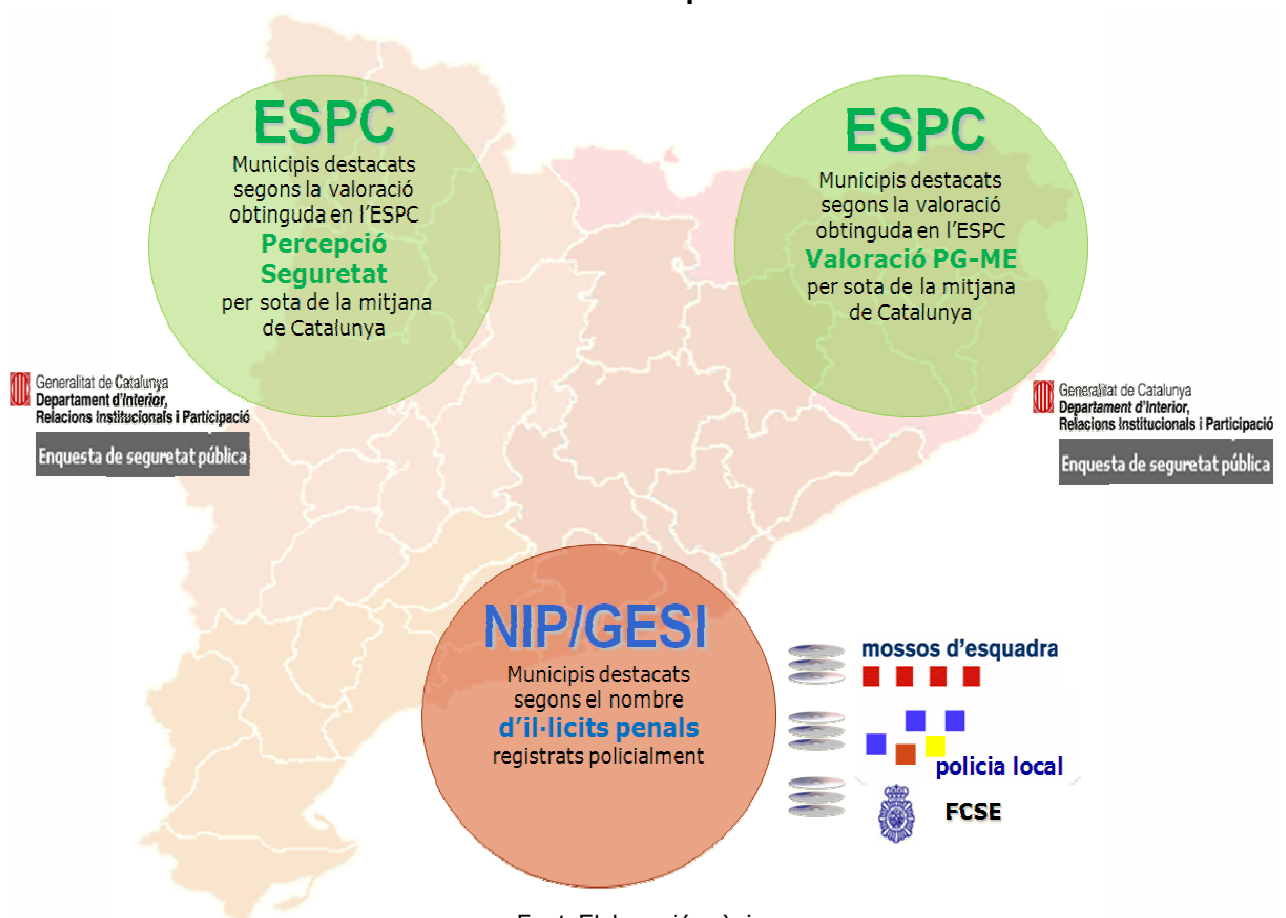 ESPC
Municipis destacats
segons la valoració
obtinguda en l'ESPC
Percepció
Seguretat
per sota de la mitjana
de Catalunya
ESPC
Municipis destacats
segons la valoració
obtinguda en l'ESPC
Valoració PG-ME
per sota de la mitjana
de Catalunya
Generalitat de Catalunya
Departament d'Interior,
Relacions Institucionals i Participació
Enquesta de seguretat pública
Generalitat de Catalunya
Departament d'Interior,
Relacions Institucionals i Participació
Enquesta de seguretat pública
NIP/GESI
Municipis destacats
segons el nombre
d'il·licits penals
registrats policialment
mossos d'esquadra
policia local
FCSE